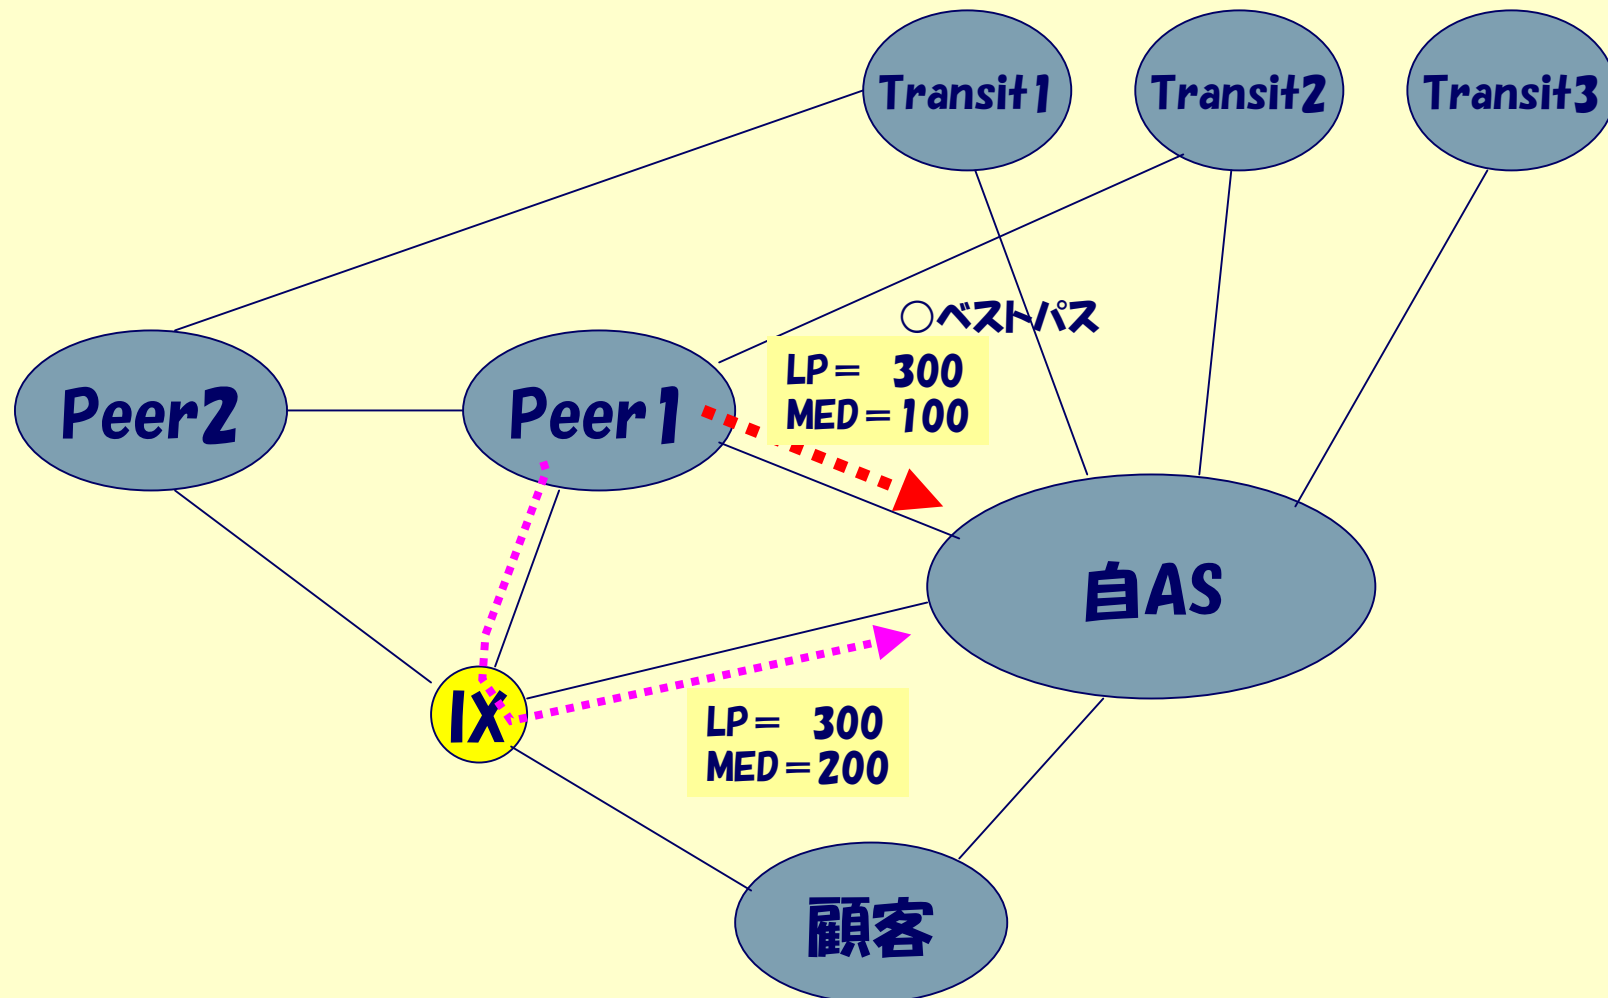 Transit1
Transit2
Transit3
○ベストパス
LP＝ 300
MED＝100
Peer2
Peer1
自AS
IX
LP＝ 300
MED＝200
顧客